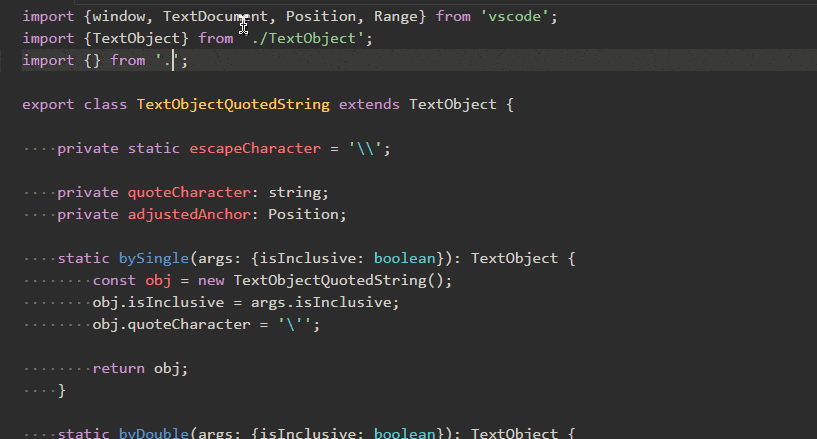 import {window, TextDocument, Position, Range} from 'vscode';
import {TextObject} from './TextObject';
import {} from '.';
export class TextObjectQuotedString extends TextObject {
····private static escapeCharacter = '\\';
····private quoteCharacter: string;
····private adjustedAnchor: Position;
····static bySingle(args: {isInclusive: boolean}): TextObject {
········const obj = new TextObjectQuotedString();
········obj.isInclusive = args.isInclusive;
········obj.quoteCharacter = '\'';
········return obj;
····}
····static byDouble(args: {isInclusive: boolean}): TextObject {